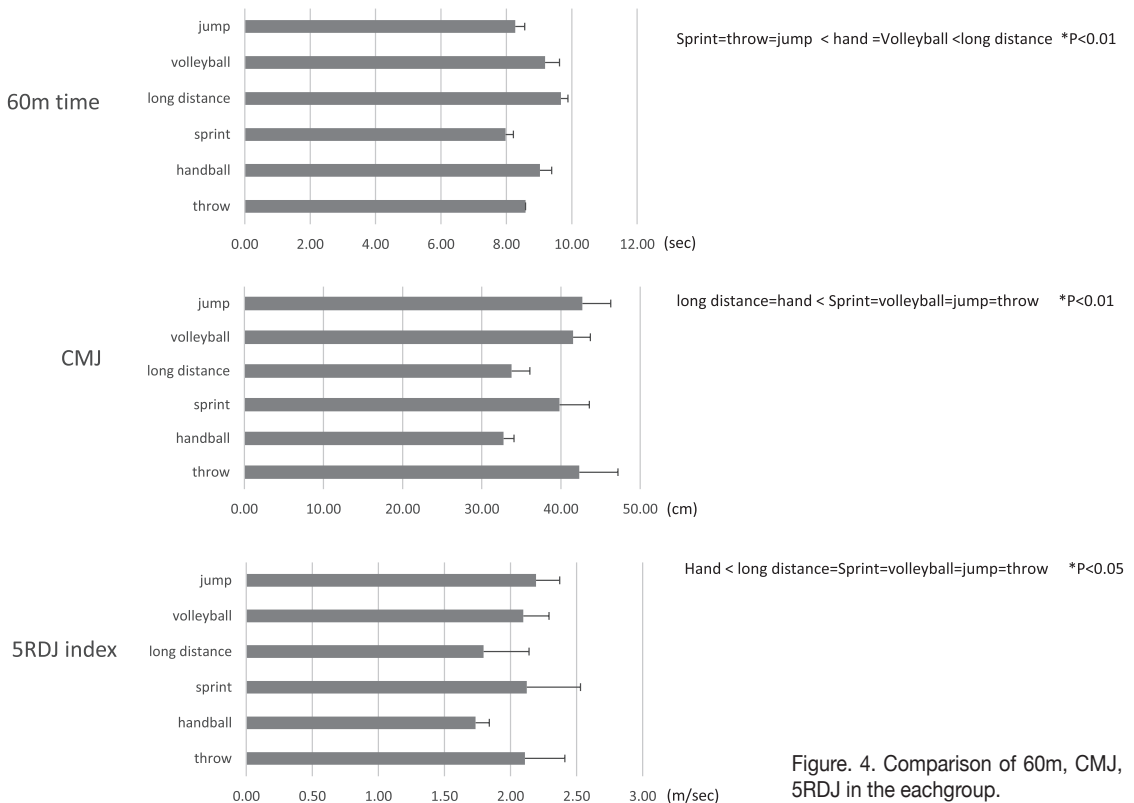 60m time
jump
volleyball
long distance
sprint
handball
throw
0.00 2.00 4.00 6.00 8.00 10.00 12.00 (sec)
Sprint=throw=jump < hand =Volleyball <long distance *P<0.01
CMJ
jump
volleyball
long distance
sprint
handball
throw
0.00 10.00 20.00 30.00 40.00 50.00 (cm)
long distance=hand < Sprint=volleyball=jump=throw *P<0.01
5RDJ index
jump
volleyball
long distance
sprint
handball
throw
0.00 0.50 1.00 1.50 2.00 2.50 3.00 (m/sec)
Hand < long distance=Sprint=volleyball=jump=throw *P<0.05
Figure. 4. Comparison of 60m, CMJ,
5RDJ in the eachgroup.